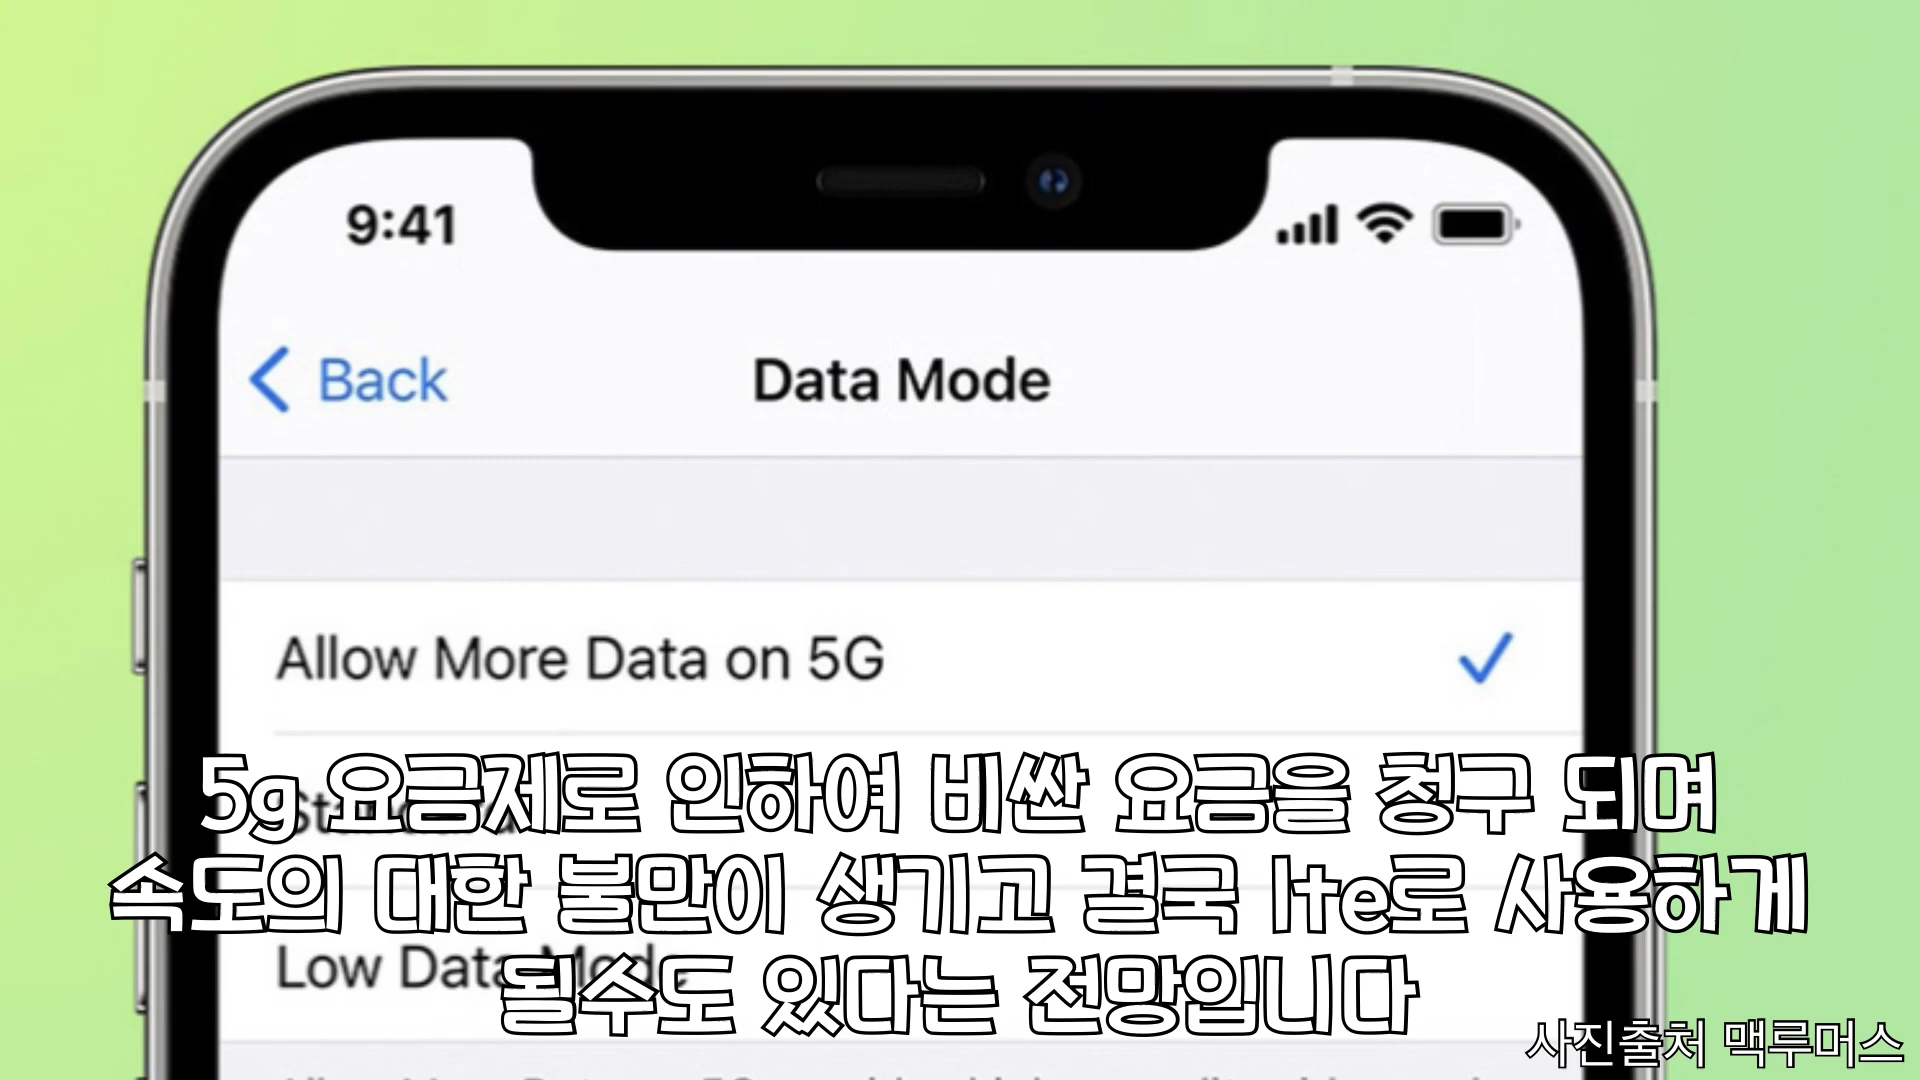 9:41
Back
Data Mode
Allow More Data on 5G
5g 요금제로 인하여 비싼 요금을 청구 되며
속도의 대한 불만이 생기고 결국 lte로 사용하게
Low Data Mode
될수도 있다는 전망입니다
사진출처 맥루머스